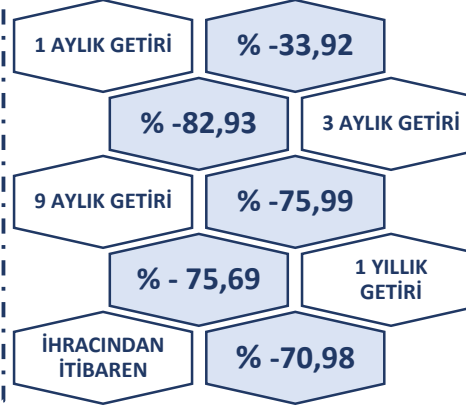 1 AYLIK GETİRİ
% -33,92
% -82,93
3 AYLIK GETİRİ
9 AYLIK GETİRİ
% -75,99
% - 75,69
1 YILLIK
GETİRİ
İHRACINDAN
İTİBAREN
% -70,98